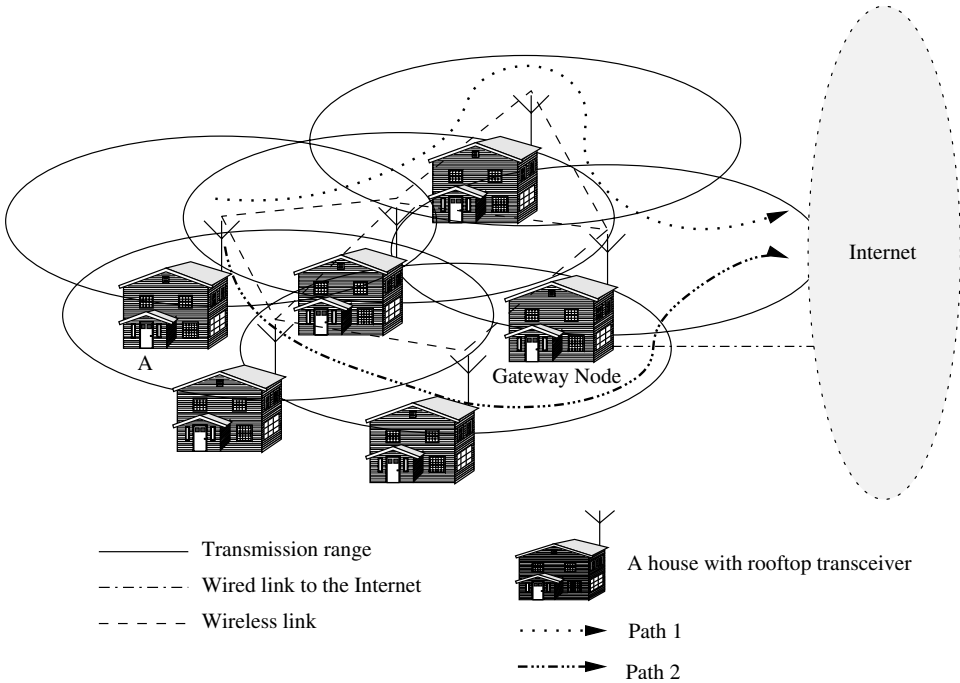 Internet
A
Gateway Node
Transmission range
Wired link to the Internet
Wireless link
A house with rooftop transceiver
Path 1
Path 2